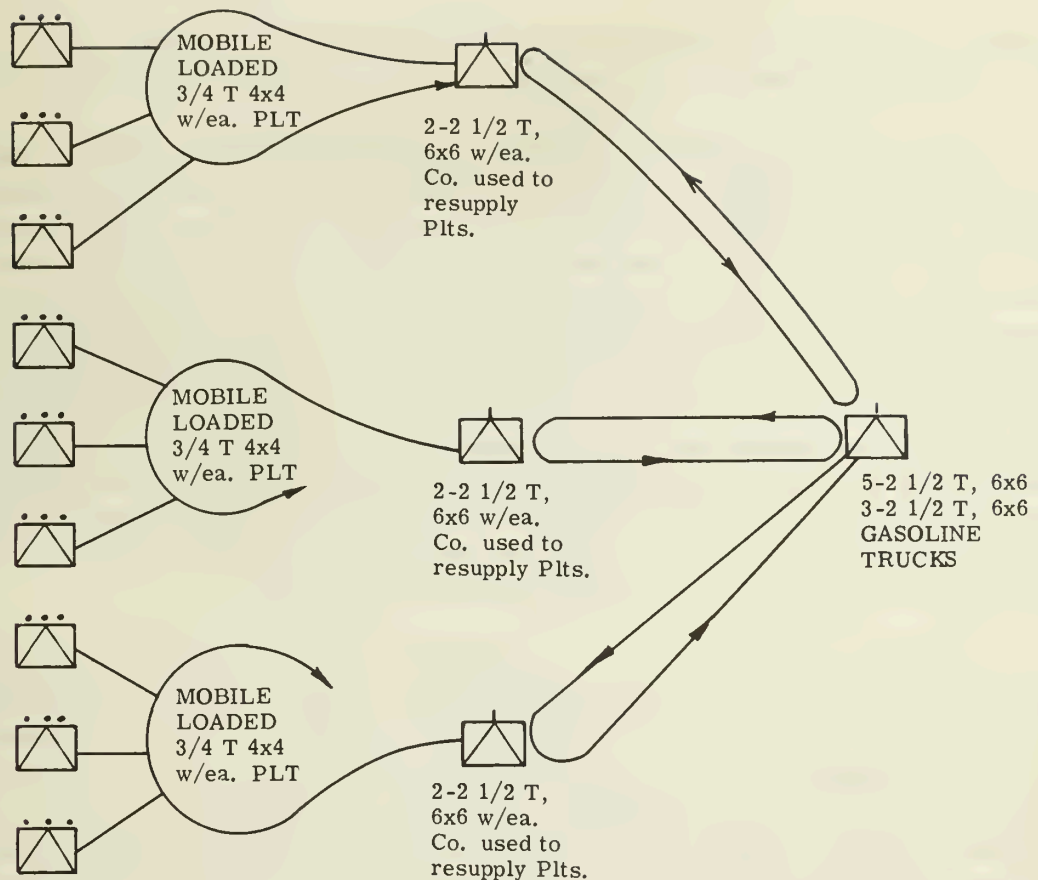 MOBILE
LOADED
3/4 T 4x4
w/ea. PLT
2-2 1/2 T,
6x6 w/ea.
Co. used to
resupply
Plts.
MOBILE
LOADED
3/4 T 4x4
w/ea. PLT
2-2 1/2 T,
6x6 w/ea.
Co. used to
resupply Plts.
5-2 1/2 T, 6x6
3-2 1/2 T, 6x6
GASOLINE
TRUCKS
MOBILE
LOADED
3/4 T 4x4
w/ea. PLT
2-2 1/2 T,
6x6 w/ea.
Co. used to
resupply Plts.